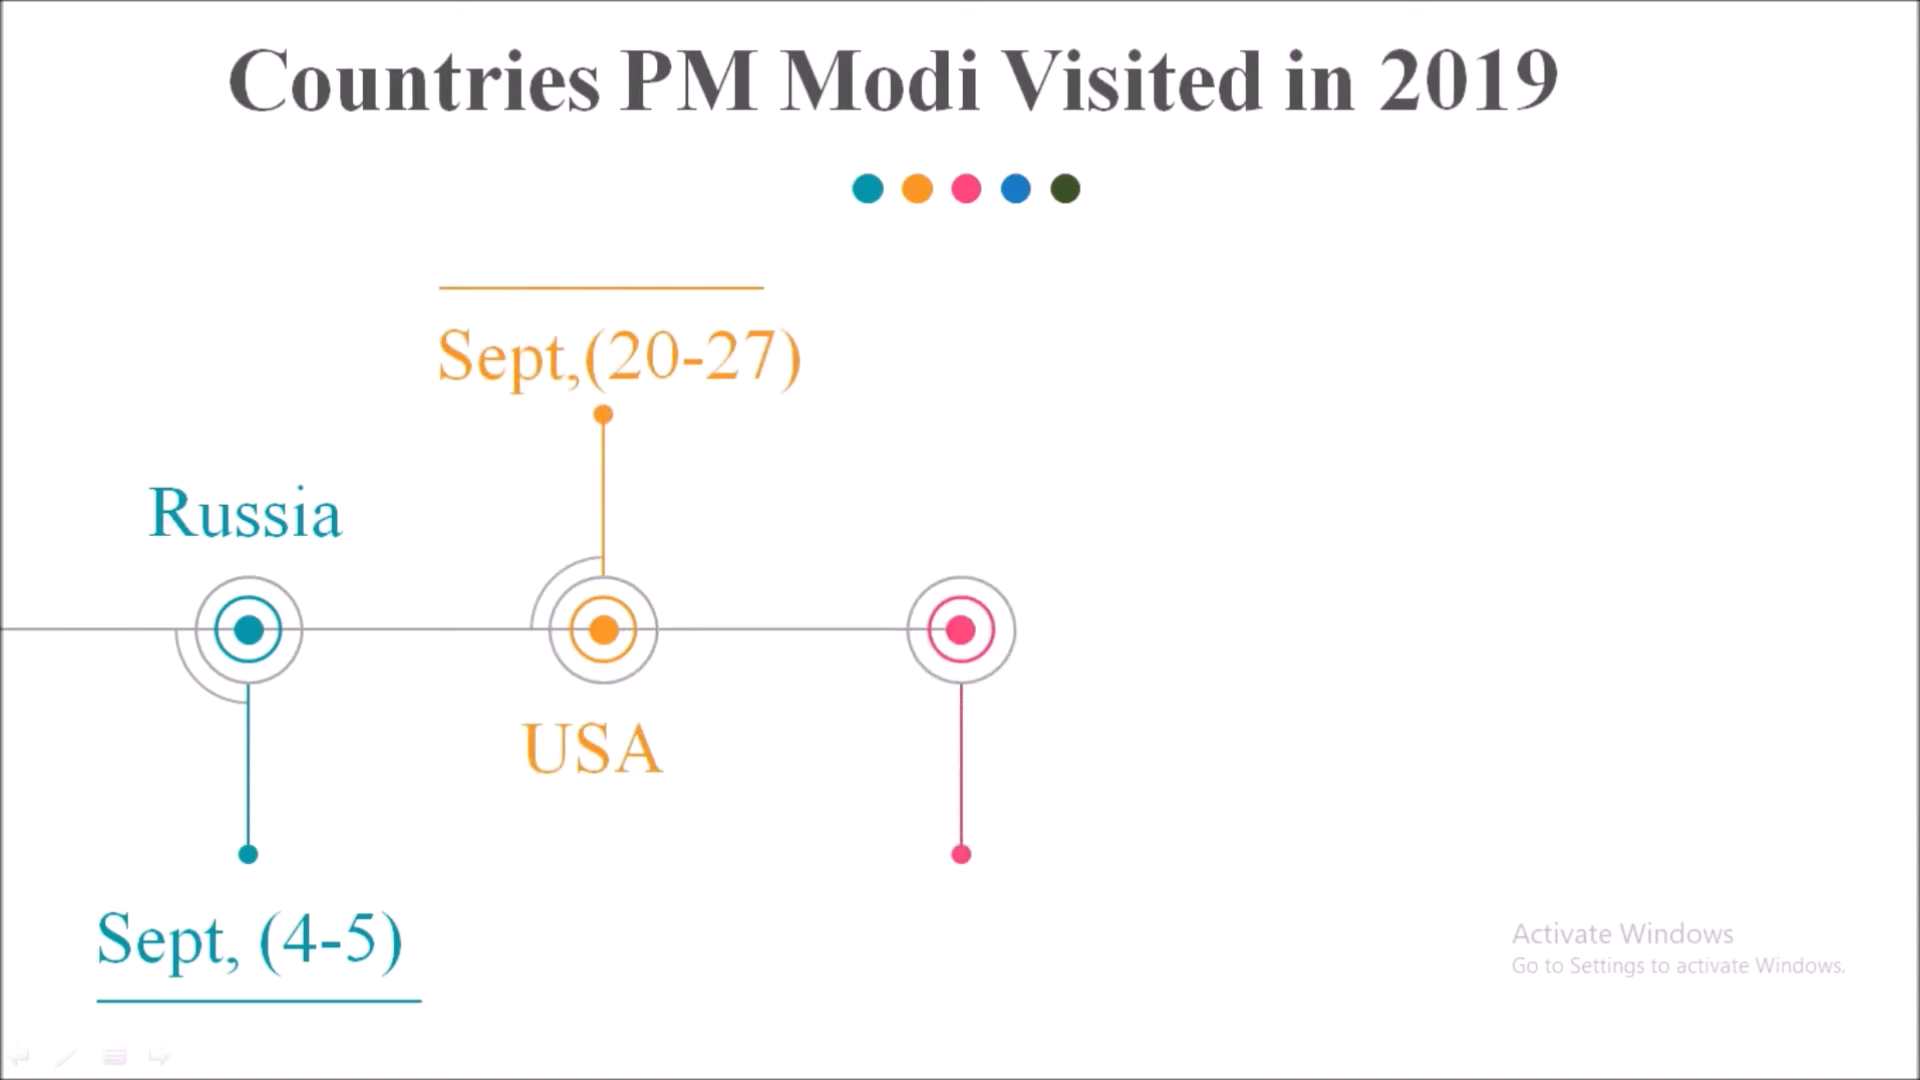 Countries PM Modi Visited in 2019
Sept,(20-27)
Russia
USA
Sept, (4-5)
Activate Windows
Go to Settings to activate Windows.